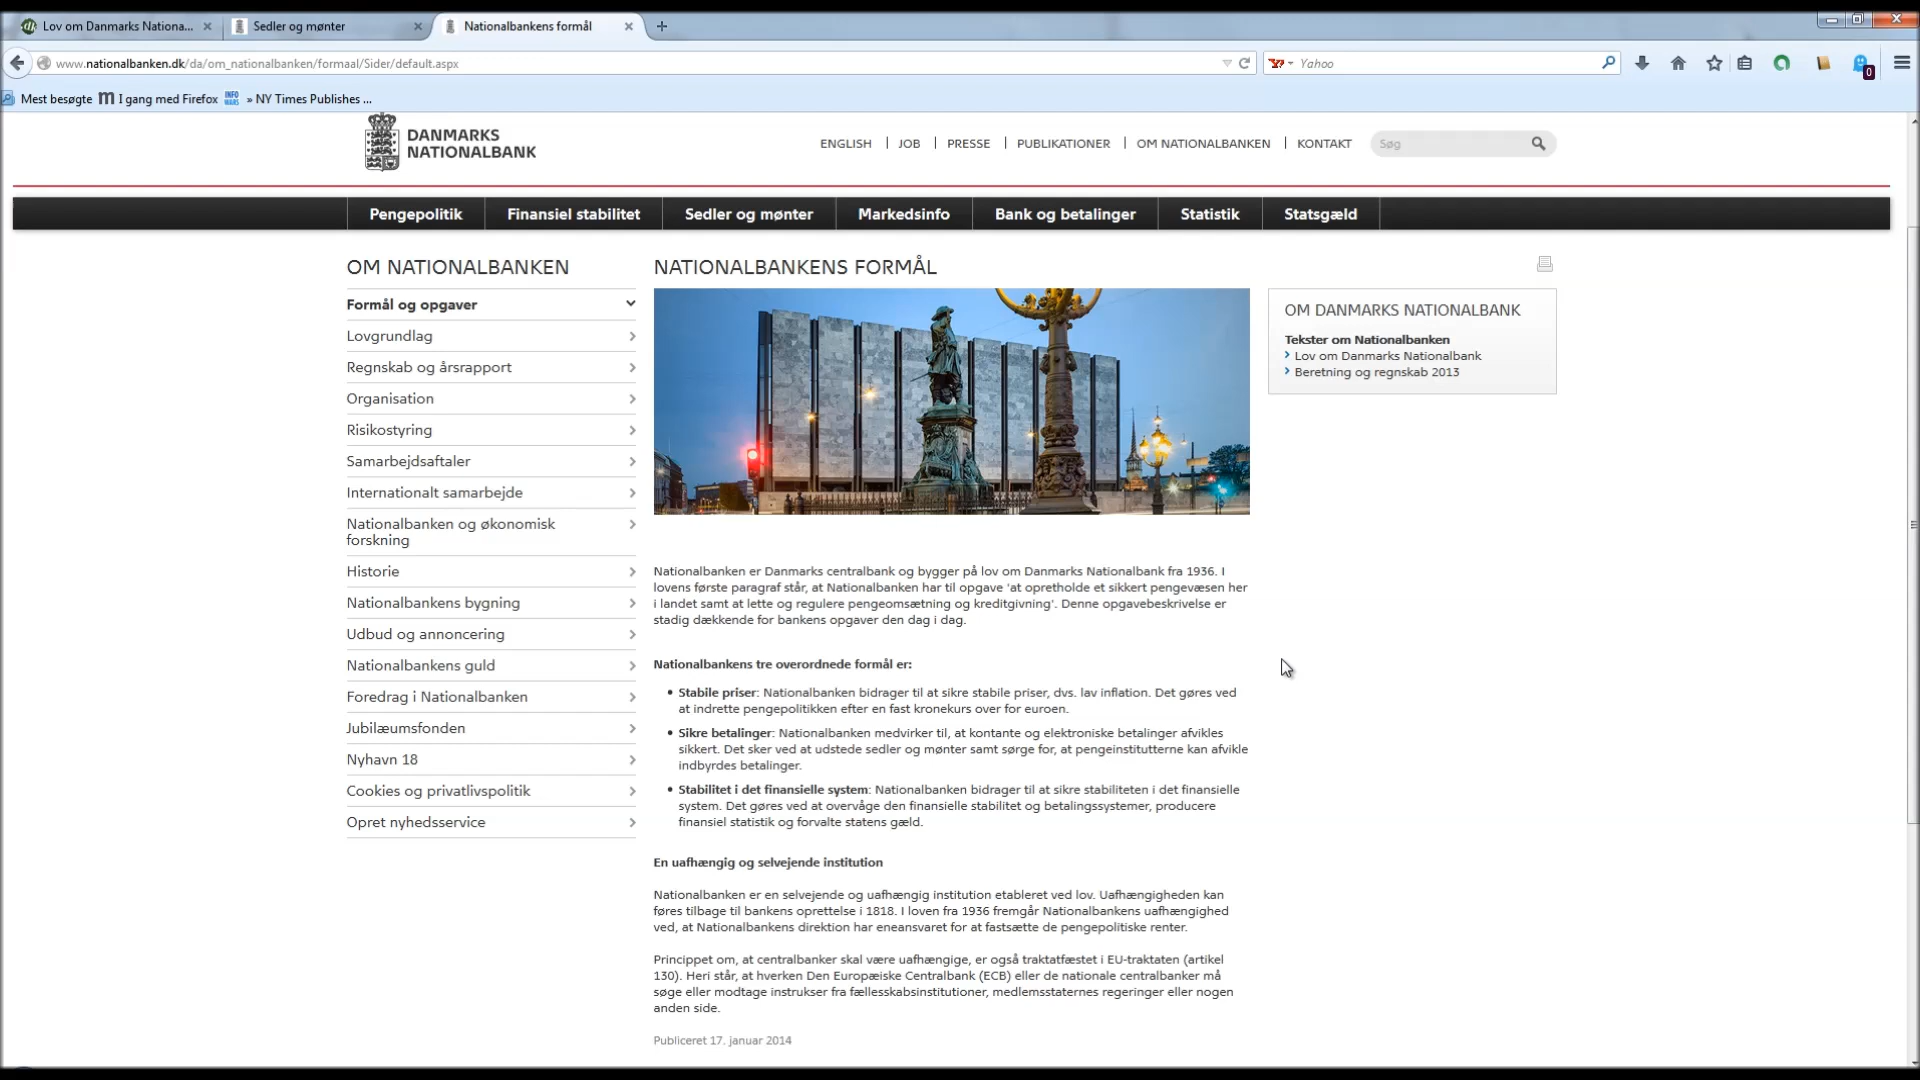 Lov om Danmarks Nationa...
Sedler og mønter
Nationalbankens formål
www.nationalbanken.dk/da/om_nationalbanken/formaal/Sider/default.aspx
Yahoo
0
Mest besøgte
I gang med Firefox
INFO WARS
» NY Times Publishes ...
DANMARKS
NATIONALBANK
ENGLISH
JOB
PRESSE
PUBLIKATIONER
OM NATIONALBANKEN
KONTAKT
Søg
Pengepolitik
Finansiel stabilitet
Sedler og mønter
Markedsinfo
Bank og betalinger
Statistik
Statsgæld
OM NATIONALBANKEN
Formål og opgaver
Lovgrundlag
Regnskab og årsrapport
Organisation
Risikostyring
Samarbejdsaftaler
Internationalt samarbejde
Nationalbanken og økonomisk
forskning
Historie
Nationalbankens bygning
Udbud og annoncering
Nationalbankens guld
Foredrag i Nationalbanken
Jubilæumsfonden
Nyhavn 18
Cookies og privatlivspolitik
Opret nyhedsservice
NATIONALBANKENS FORMÅL
Nationalbanken er Danmarks centralbank og bygger på lov om Danmarks Nationalbank fra 1936. I
lovens første paragraf står, at Nationalbanken har til opgave 'at opretholde et sikkert pengevæsen her
i landet samt at lette og regulere pengeomsætning og kreditgivning'. Denne opgavebeskrivelse er
stadig dækkende for bankens opgaver den dag i dag.
Nationalbankens tre overordnede formål er:
• Stabile priser: Nationalbanken bidrager til at sikre stabile priser, dvs. lav inflation. Det gøres ved
at indrette pengepolitikken efter en fast kronekurs over for euroen.
• Sikre betalinger: Nationalbanken medvirker til, at kontante og elektroniske betalinger afvikles
sikkert. Det sker ved at udstede sedler og mønter samt sørge for, at pengeinstitutterne kan afvikle
indbyrdes betalinger.
• Stabilitet i det finansielle system: Nationalbanken bidrager til at sikre stabiliteten i det finansielle
system. Det gøres ved at overvåge den finansielle stabilitet og betalingssystemer, producere
finansiel statistik og forvalte statens gæld.
En uafhængig og selvejende institution
Nationalbanken er en selvejende og uafhængig institution etableret ved lov. Uafhængigheden kan
føres tilbage til bankens oprettelse i 1818. I loven fra 1936 fremgår Nationalbankens uafhængighed
ved, at Nationalbankens direktion har eneansvaret for at fastsætte de pengepolitiske renter.
Princippet om, at centralbanker skal være uafhængige, er også traktatfæstet i EU-traktaten (artikel
130). Heri står, at hverken Den Europæiske Centralbank (ECB) eller de nationale centralbanker må
søge eller modtage instrukser fra fællesskabsinstitutioner, medlemsstaternes regeringer eller nogen
anden side.
Publiceret 17. januar 2014
OM DANMARKS NATIONALBANK
Tekster om Nationalbanken
Lov om Danmarks Nationalbank
Beretning og regnskab 2013